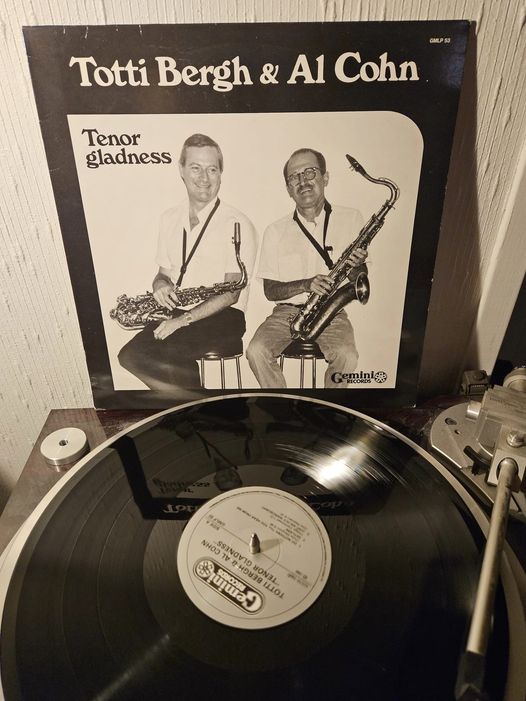 GMLP 53
Totti Bergh & Al Cohn
Tenor
gladness
Gemini
RECORDS
Gemini
RECORDS
TOTTI BERGH & AL COHN
"TENOR GLADNESS"